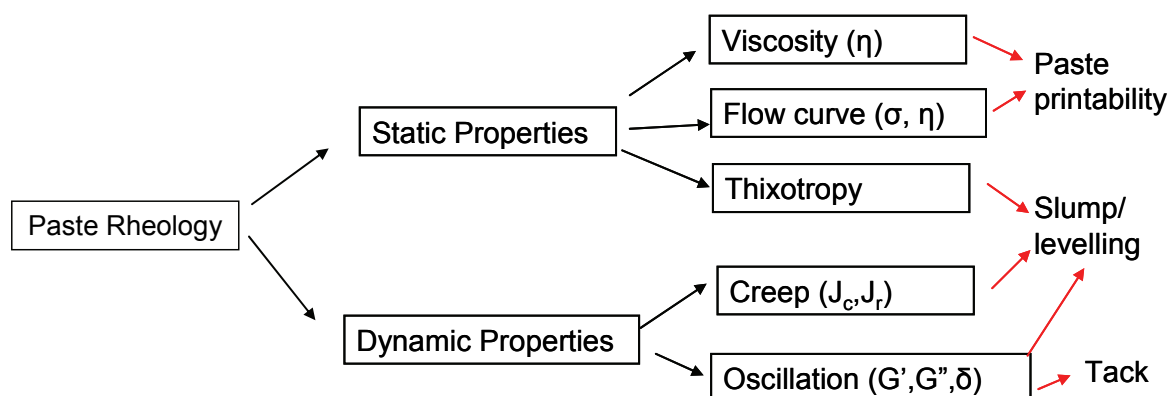 Viscosity (η)
Paste
printability
Flow curve (σ, η)
Static Properties
Thixotropy
Slump/
levelling
Paste Rheology
Creep (Jc,Jr)
Dynamic Properties
Oscillation (G’,G”,δ)
Tack